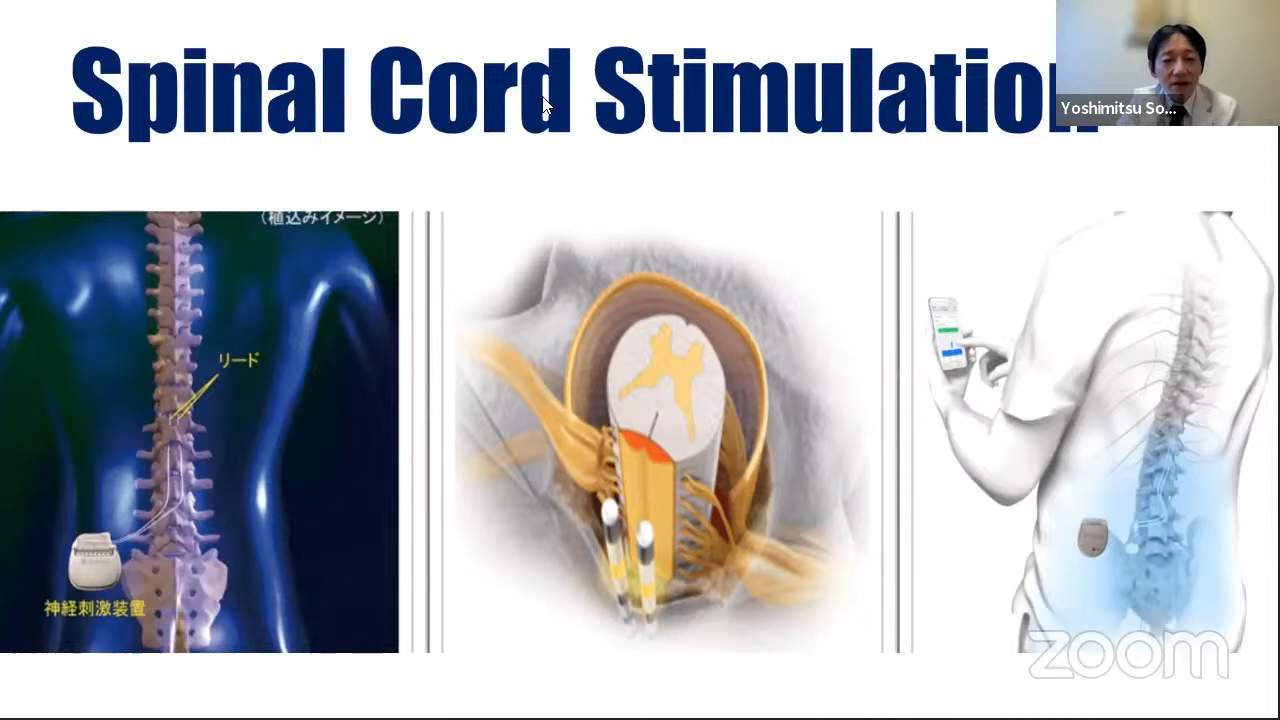 Spinal Cord Stimulation
Yoshimitsu So...
（植込みイメージ）
リード
神経刺激装置
zoom